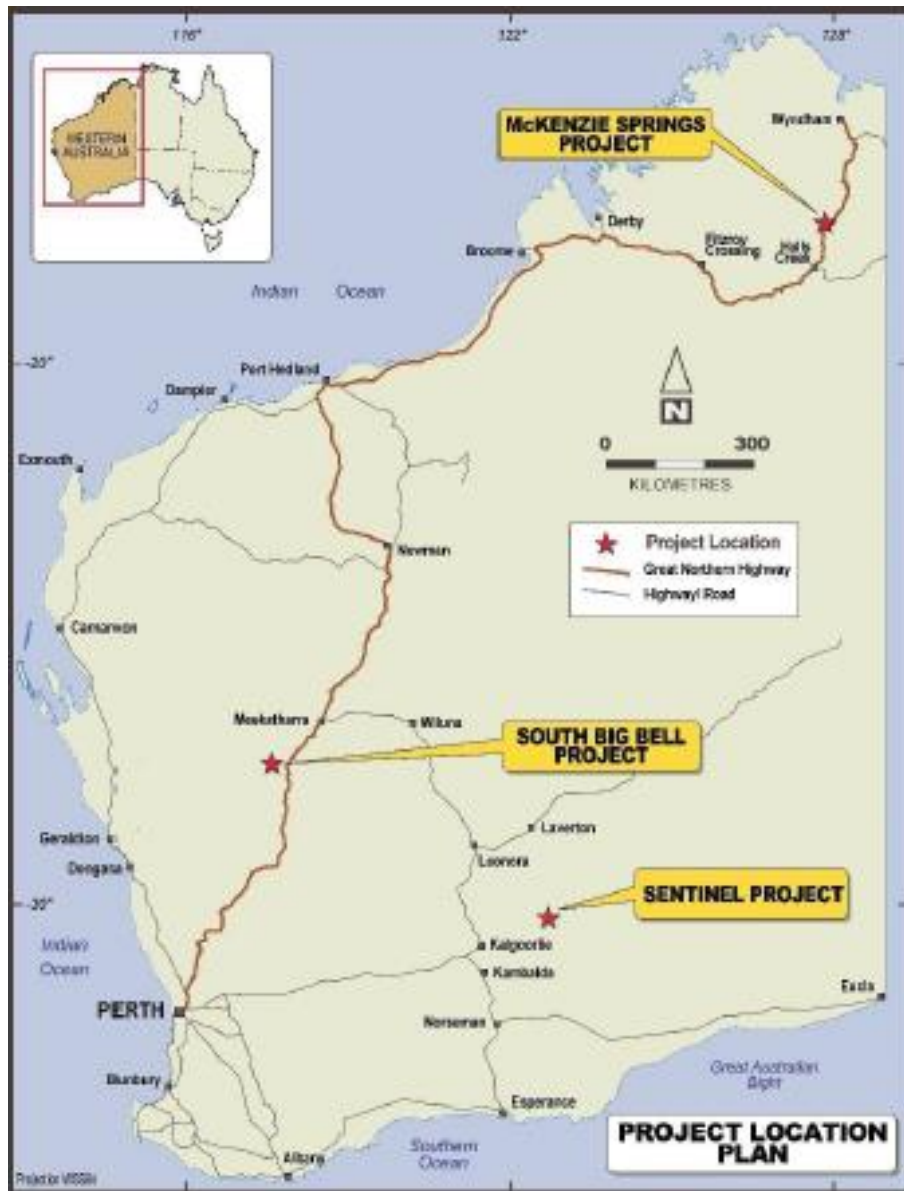 116°
122°
128°
WESTERN
AUSTRALIA
McKENZIE SPRINGS
PROJECT
Wyndham
Derby
Broome
Fitzroy
Crossing
Halls
Creek
Indian Ocean
-20°
Port Hedland
Dampier
N
0 300
KILOMETRES
Exmouth
Project Location
Great Northern Highway
Highway/ Road
Newman
Carnarvon
Meekatharra
Wiluna
SOUTH BIG BELL
PROJECT
Geraldton
Dongara
Laverton
Leonora
SENTINEL PROJECT
-20°
Indian
Ocean
Kalgoorlie
Kambalda
PERTH
Eucla
Norseman
Great Australian
Bight
Bunbury
Esperance
Southern
Ocean
Albany
PROJECT LOCATION
PLAN